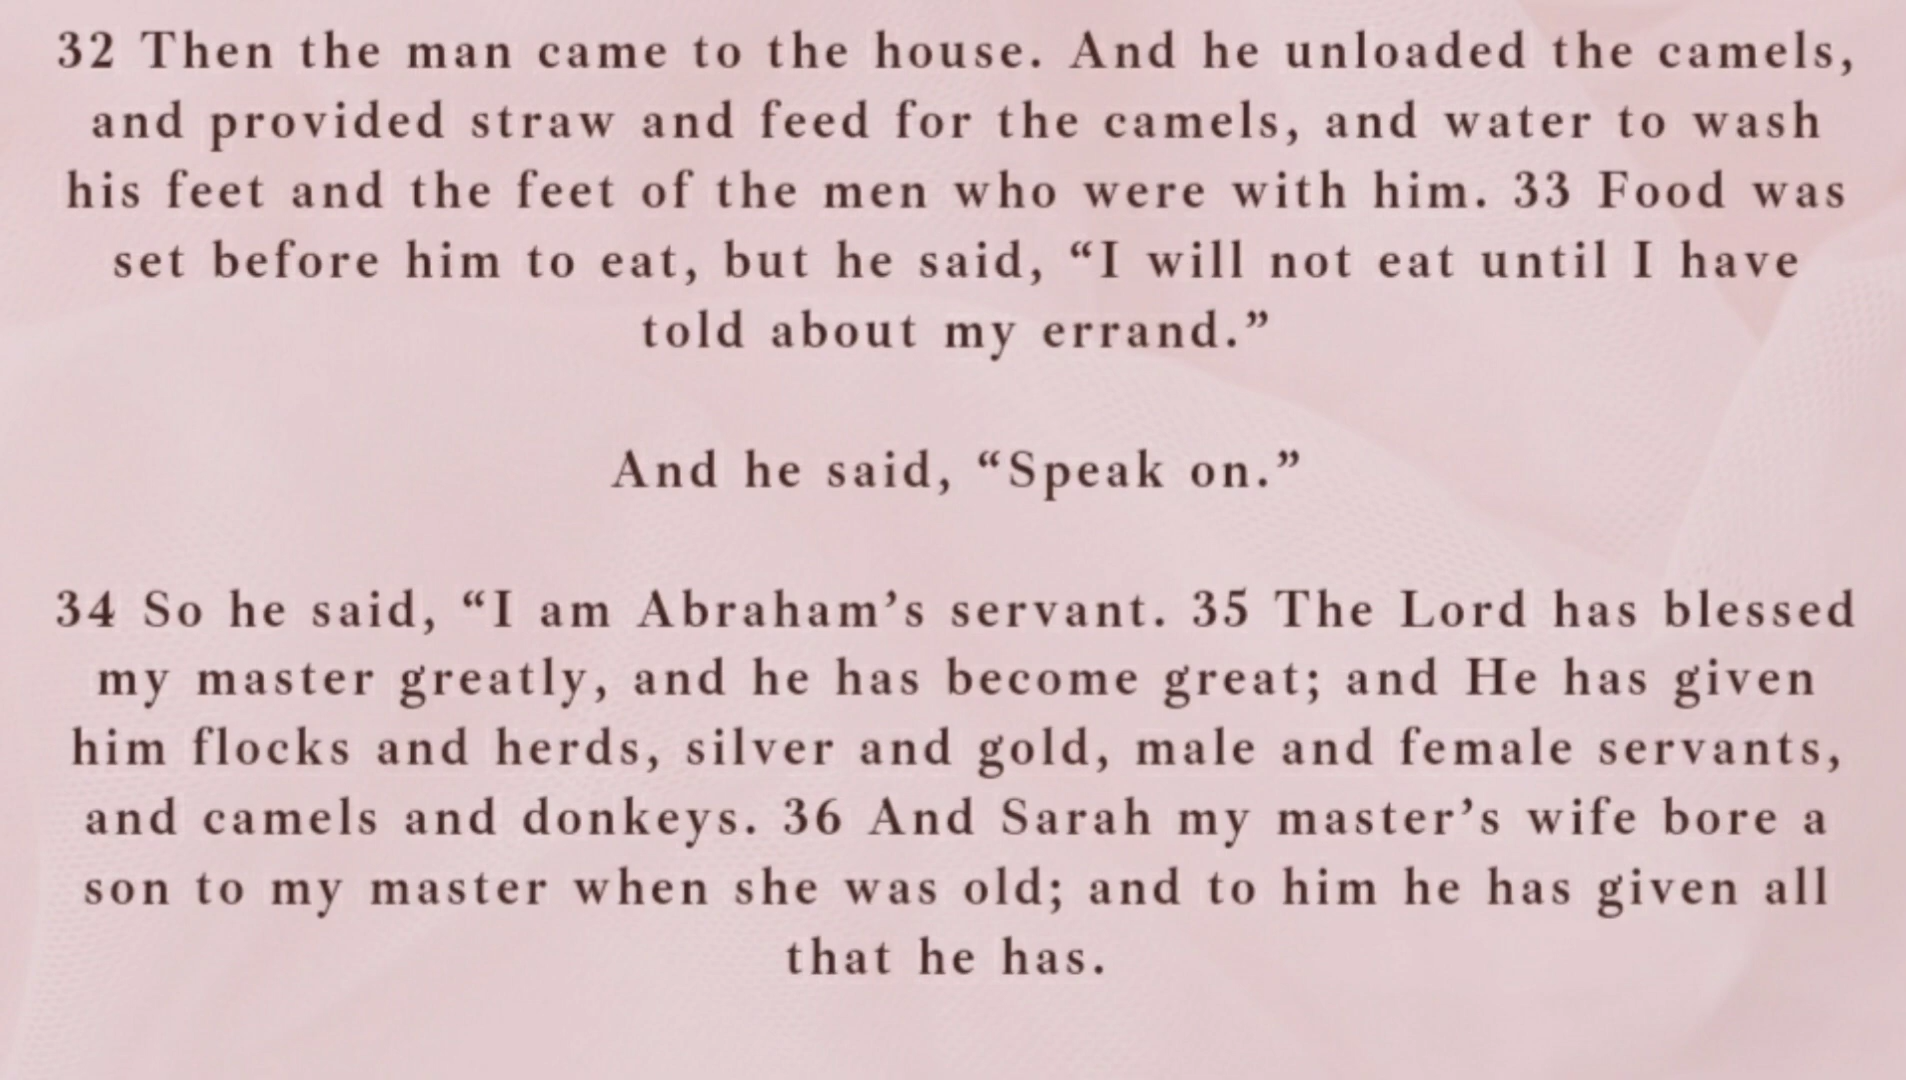 32 Then the man came to the house. And he unloaded the camels,
and provided straw and feed for the camels, and water to wash
his feet and the feet of the men who were with him. 33 Food was
set before him to eat, but he said, “I will not eat until I have
told about my errand.”
And he said, “Speak on.”
34 So he said, “I am Abraham’s servant. 35 The Lord has blessed
my master greatly, and he has become great; and He has given
him flocks and herds, silver and gold, male and female servants,
and camels and donkeys. 36 And Sarah my master’s wife bore a
son to my master when she was old; and to him he has given all
that he has.